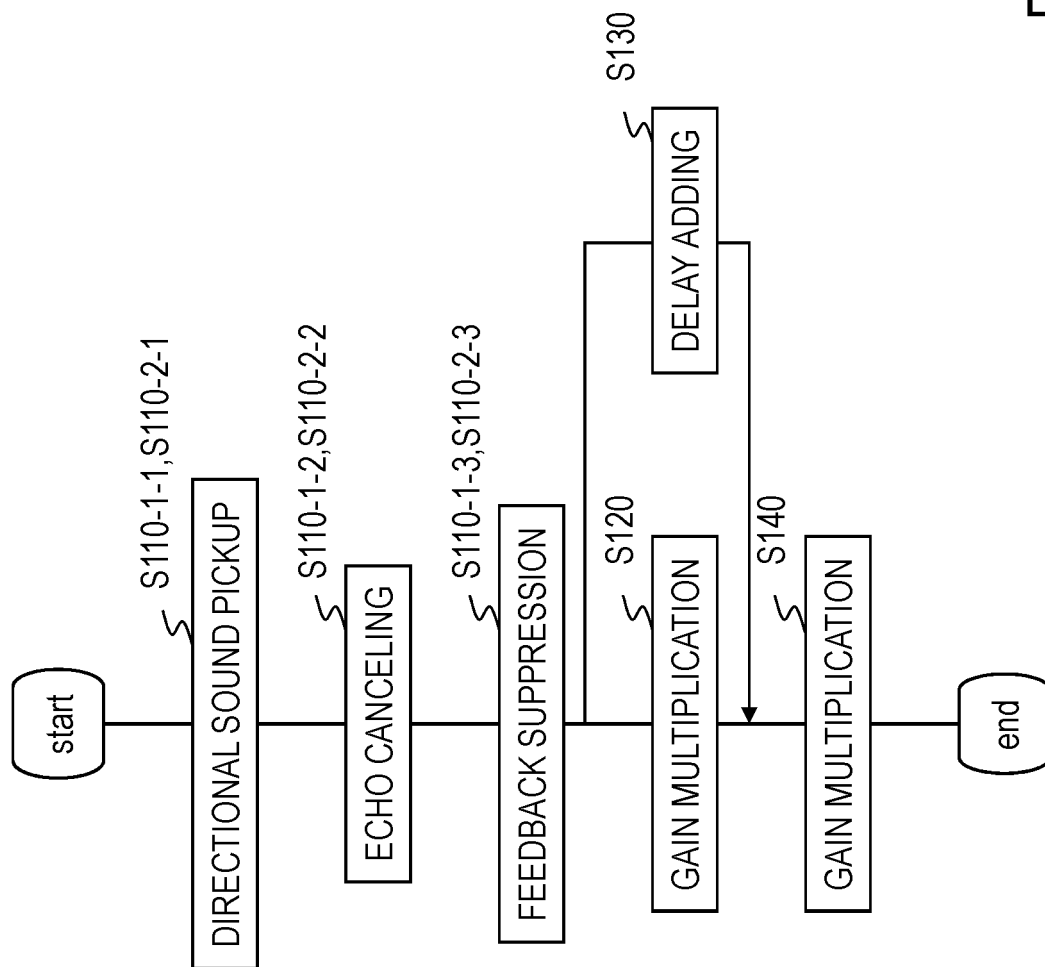 start
S110-1-1,S110-2-1
DIRECTIONAL SOUND PICKUP
S110-1-2,S110-2-2
ECHO CANCELING
S110-1-3,S110-2-3
FEEDBACK SUPPRESSION
S120
GAIN MULTIPLICATION
S130
DELAY ADDING
S140
GAIN MULTIPLICATION
end